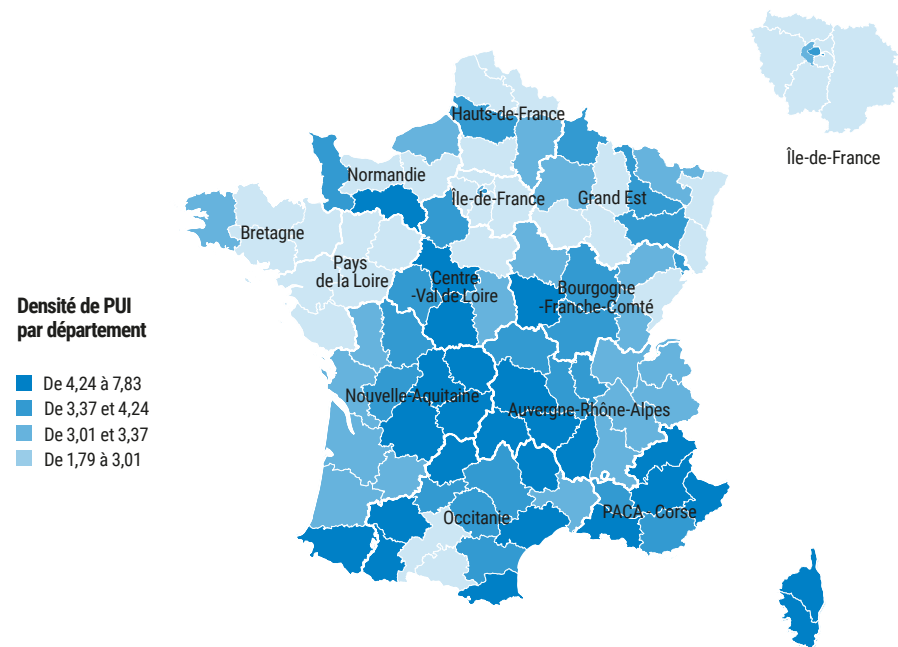 Hauts-de-France
Île-de-France
Normandie
Île-de-France
Grand Est
Bretagne
Pays
de la Loire
Centre
-Val de Loire
Bourgogne
-Franche-Comté
Densité de PUI
par département
De 4,24 à 7,83
De 3,37 et 4,24
De 3,01 et 3,37
De 1,79 à 3,01
Nouvelle-Aquitaine
Auvergne-Rhône-Alpes
Occitanie
PACA - Corse